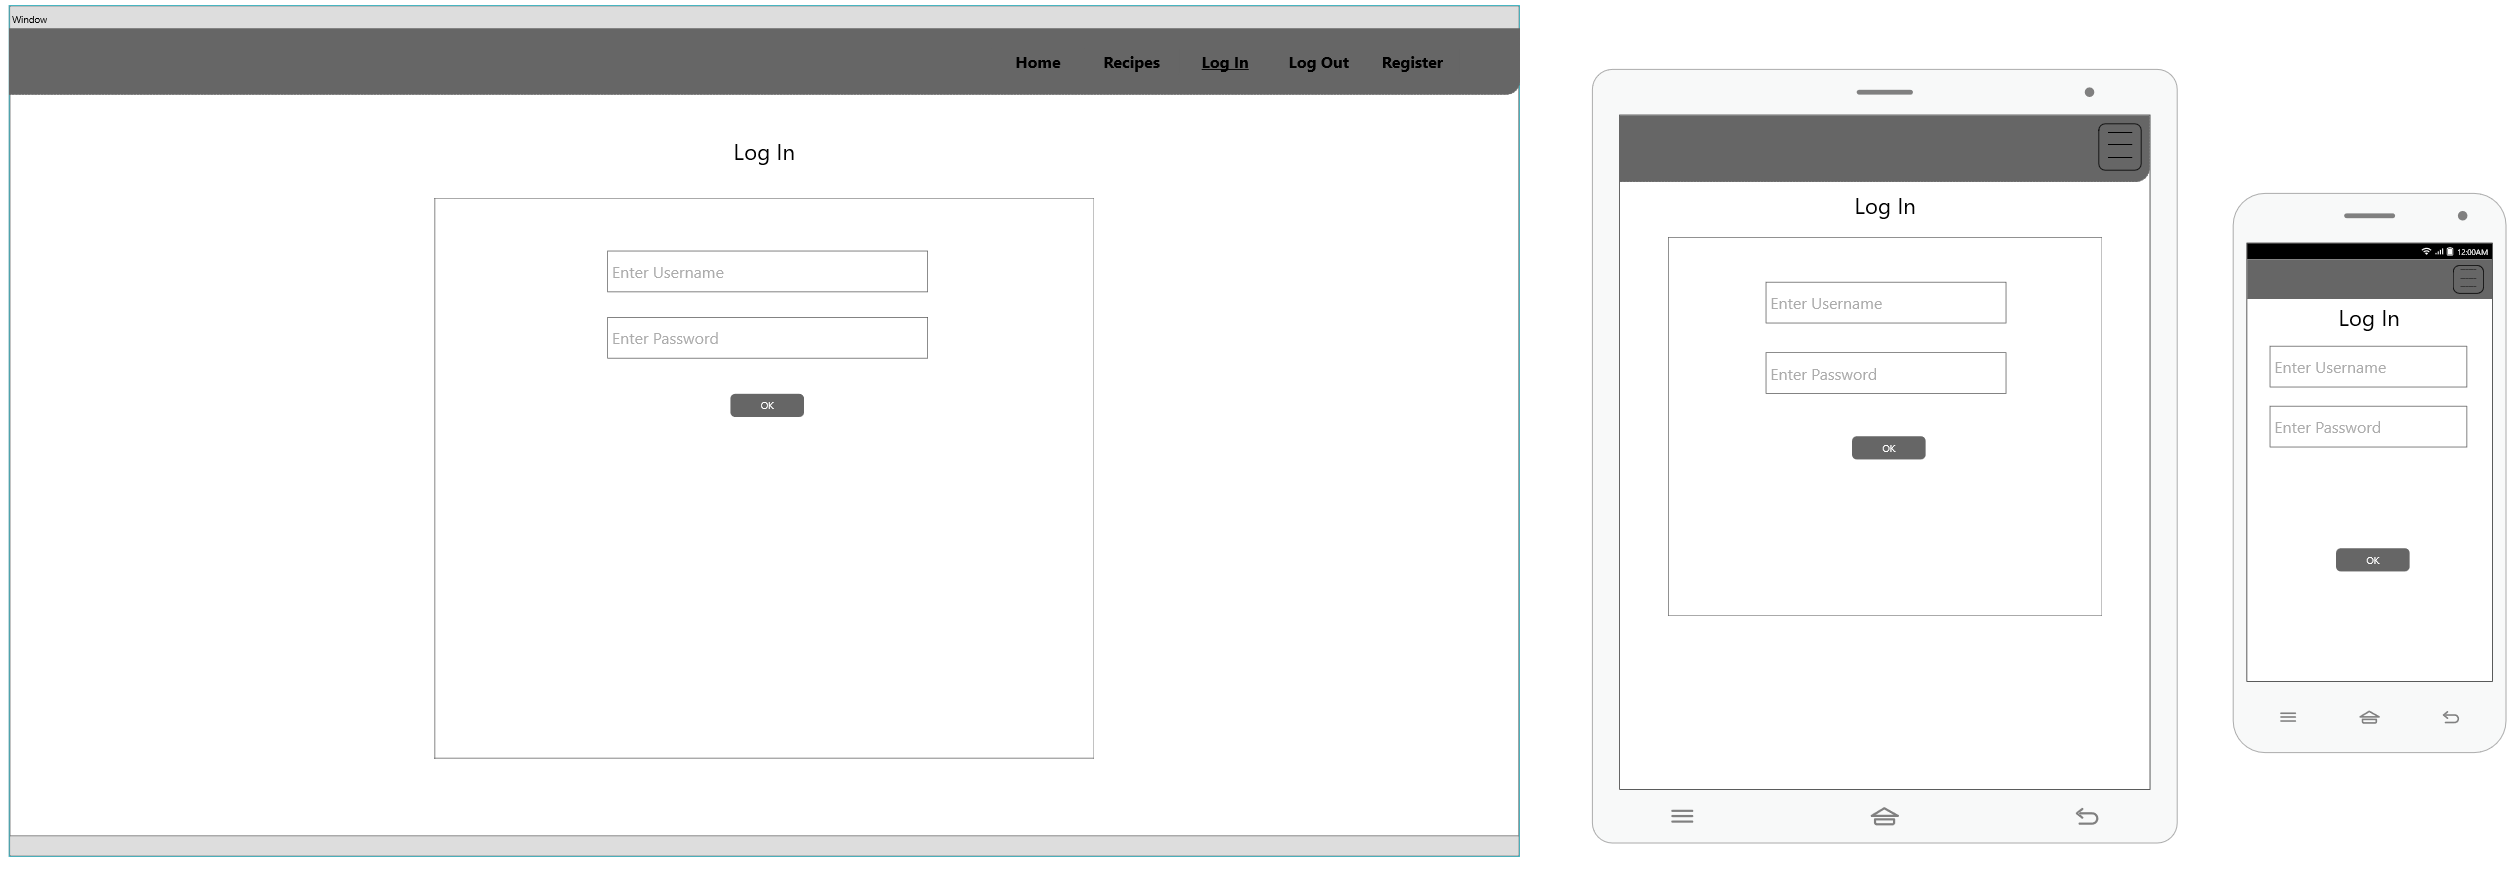 Window
Home Recipes Log In Log Out Register
Log In
Enter Username
Enter Password
OK
Log In
Enter Username
Enter Password
OK
12:00AM
Log In
Enter Username
Enter Password
OK